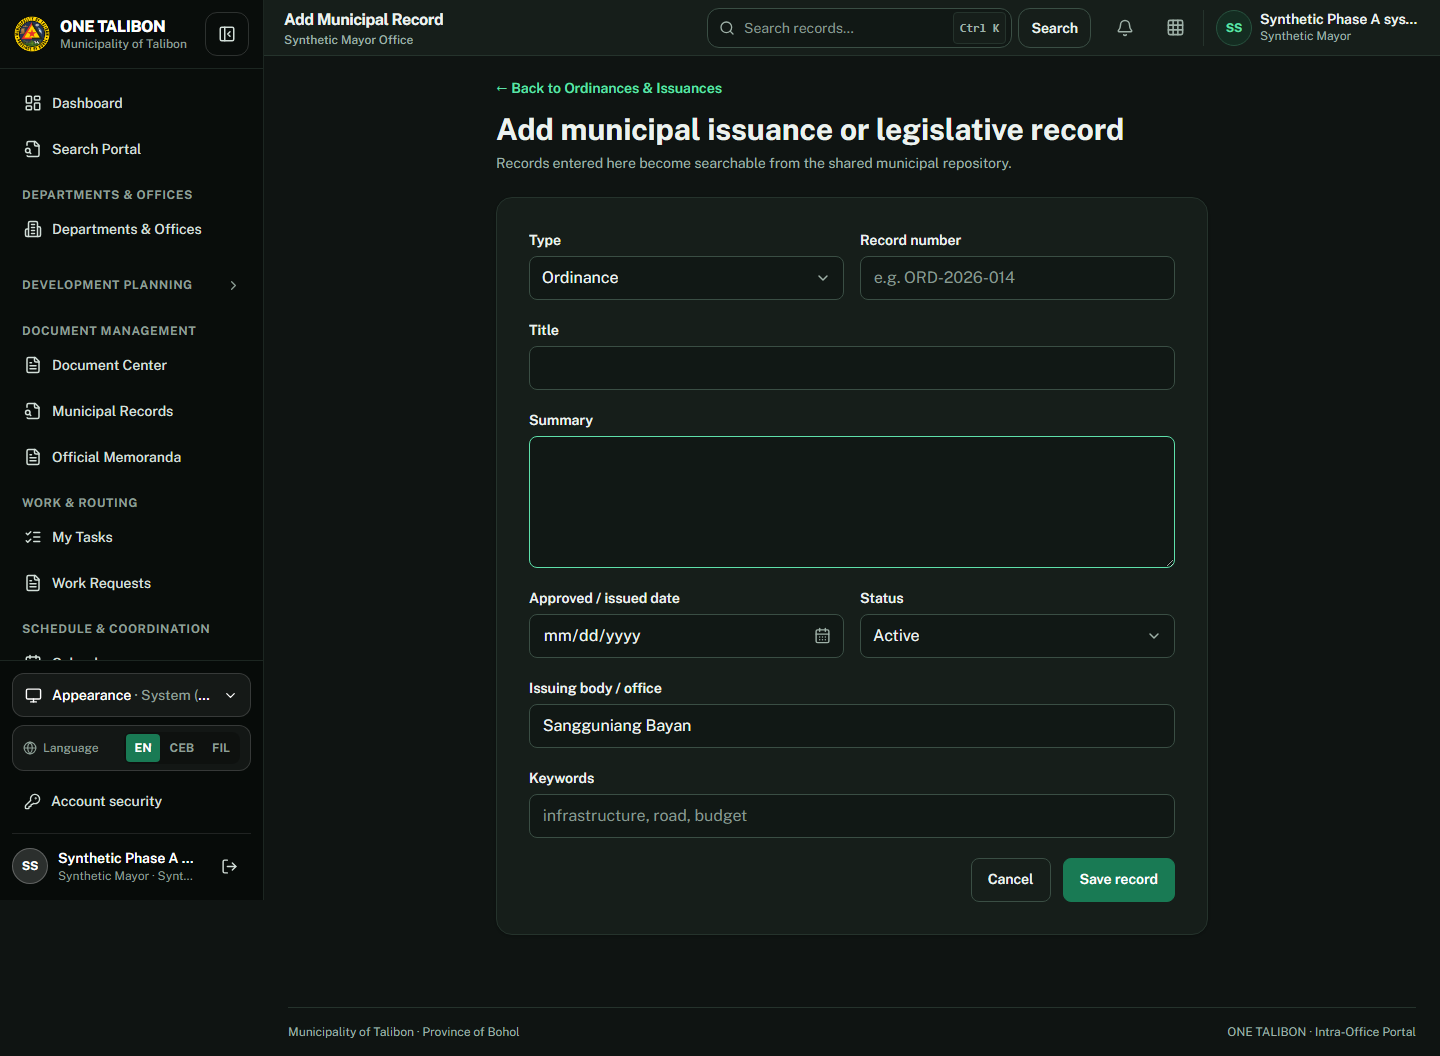 ONE TALIBON
Municipality of Talibon
Dashboard
Search Portal
DEPARTMENTS & OFFICES
Departments & Offices
DEVELOPMENT PLANNING
DOCUMENT MANAGEMENT
Document Center
Municipal Records
Official Memoranda
WORK & ROUTING
My Tasks
Work Requests
SCHEDULE & COORDINATION
Appearance · System (...
Language EN CEB FIL
Account security
SS Synthetic Phase A ...
Synthetic Mayor · Synt...
Add Municipal Record
Synthetic Mayor Office
Search records... Ctrl K Search
SS Synthetic Phase A sys...
Synthetic Mayor
← Back to Ordinances & Issuances
Add municipal issuance or legislative record
Records entered here become searchable from the shared municipal repository.
Type Record number
Ordinance e.g. ORD-2026-014
Title
Summary
Approved / issued date Status
mm/dd/yyyy Active
Issuing body / office
Sangguniang Bayan
Keywords
infrastructure, road, budget
Cancel Save record
Municipality of Talibon · Province of Bohol ONE TALIBON · Intra-Office Portal